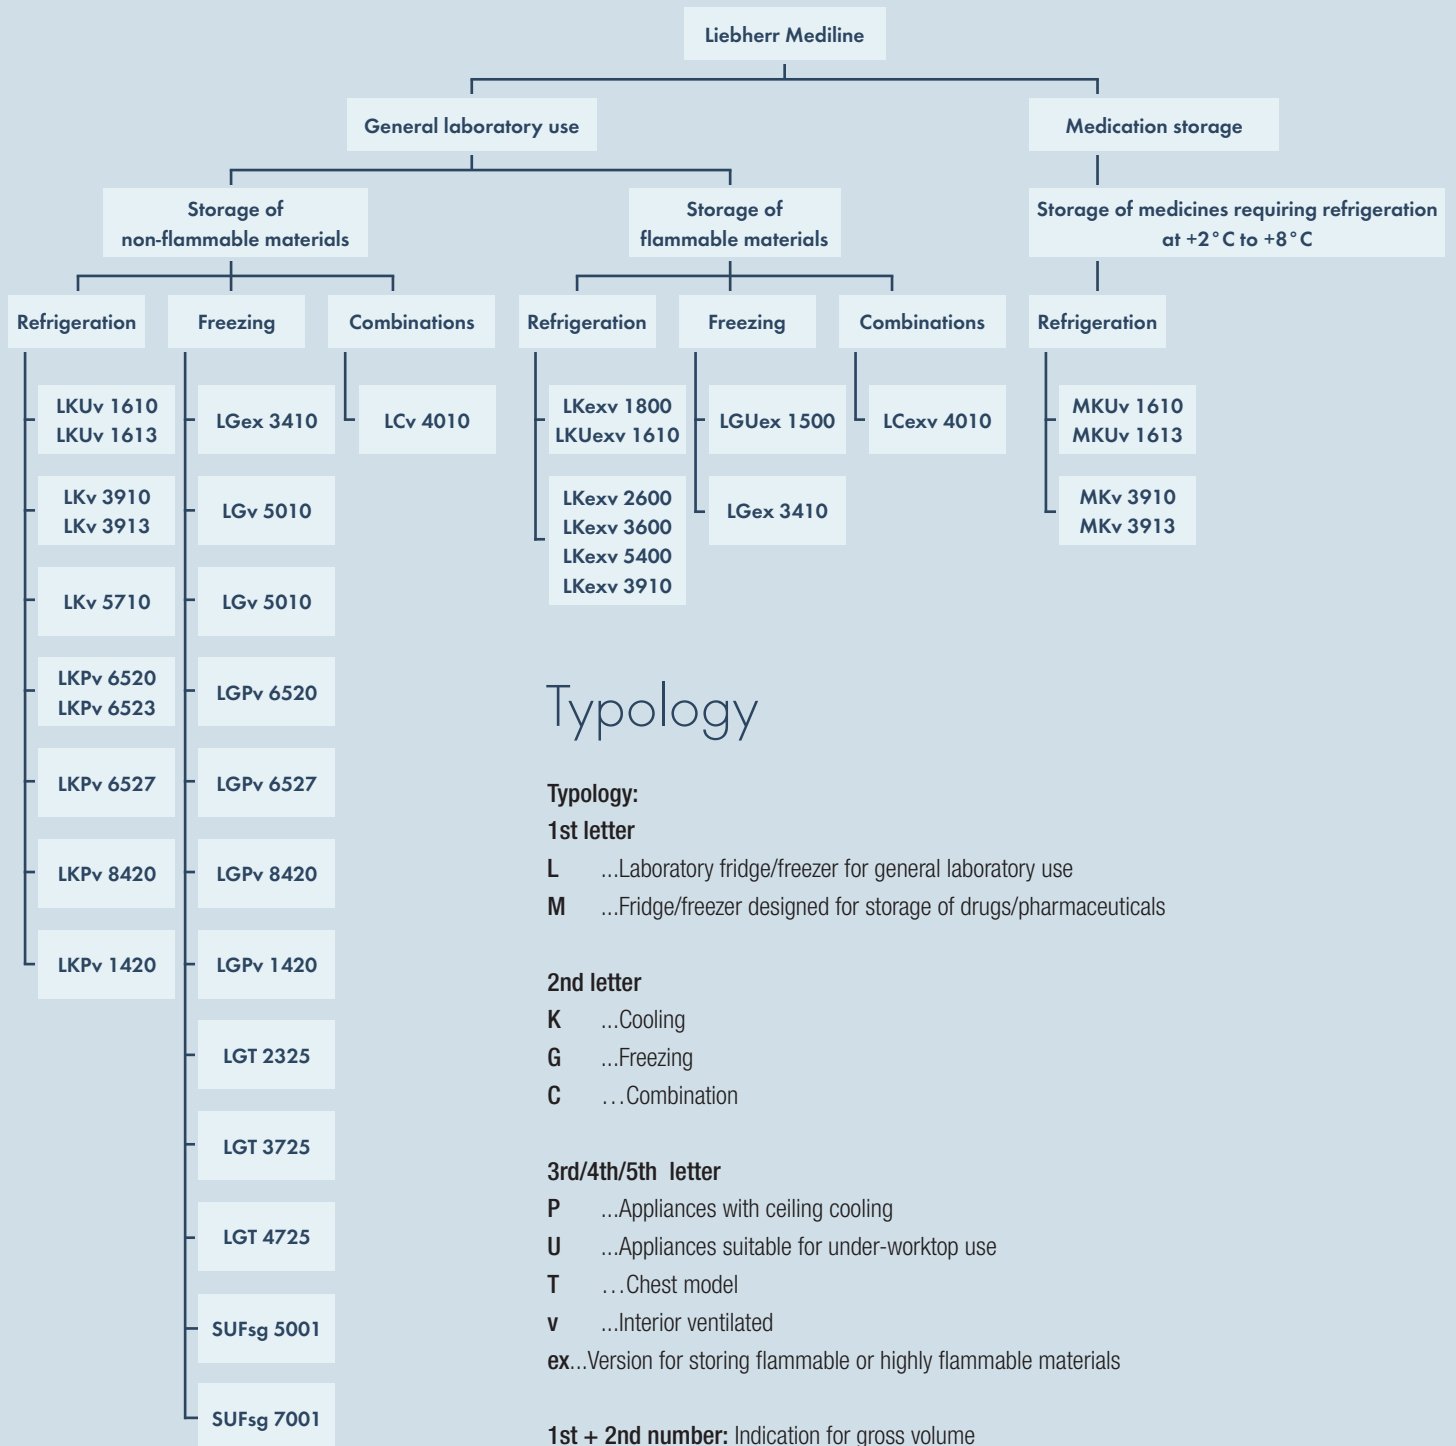 Liebherr Mediline
General laboratory use
Medication storage
Storage of
non-flammable materials
Storage of
flammable materials
Storage of medicines requiring refrigeration
at +2°C to +8°C
Refrigeration
Freezing
Combinations
Refrigeration
Freezing
Combinations
Refrigeration
LKUv 1610
LKUv 1613
LKv 3910
LKv 3913
LKv 5710
LKPv 6520
LKPv 6523
LKPv 6527
LKPv 8420
LKPv 1420
LGex 3410
LGv 5010
LGv 5010
LGPv 6520
LGPv 6527
LGPv 8420
LGPv 1420
LGT 2325
LGT 3725
LGT 4725
SUFsg 5001
SUFsg 7001
LCv 4010
LKexv 1800
LKUexv 1610
LKexv 2600
LKexv 3600
LKexv 5400
LKexv 3910
LGUex 1500
LGex 3410
LCexv 4010
MKUv 1610
MKUv 1613
MKv 3910
MKv 3913
Typology
Typology:
1st letter
L ...Laboratory fridge/freezer for general laboratory use
M ...Fridge/freezer designed for storage of drugs/pharmaceuticals
2nd letter
K ...Cooling
G ...Freezing
C …Combination
3rd/4th/5th letter
P ...Appliances with ceiling cooling
U ...Appliances suitable for under-worktop use
T …Chest model
v ...Interior ventilated
ex...Version for storing flammable or highly flammable materials
1st + 2nd number: Indication for gross volume